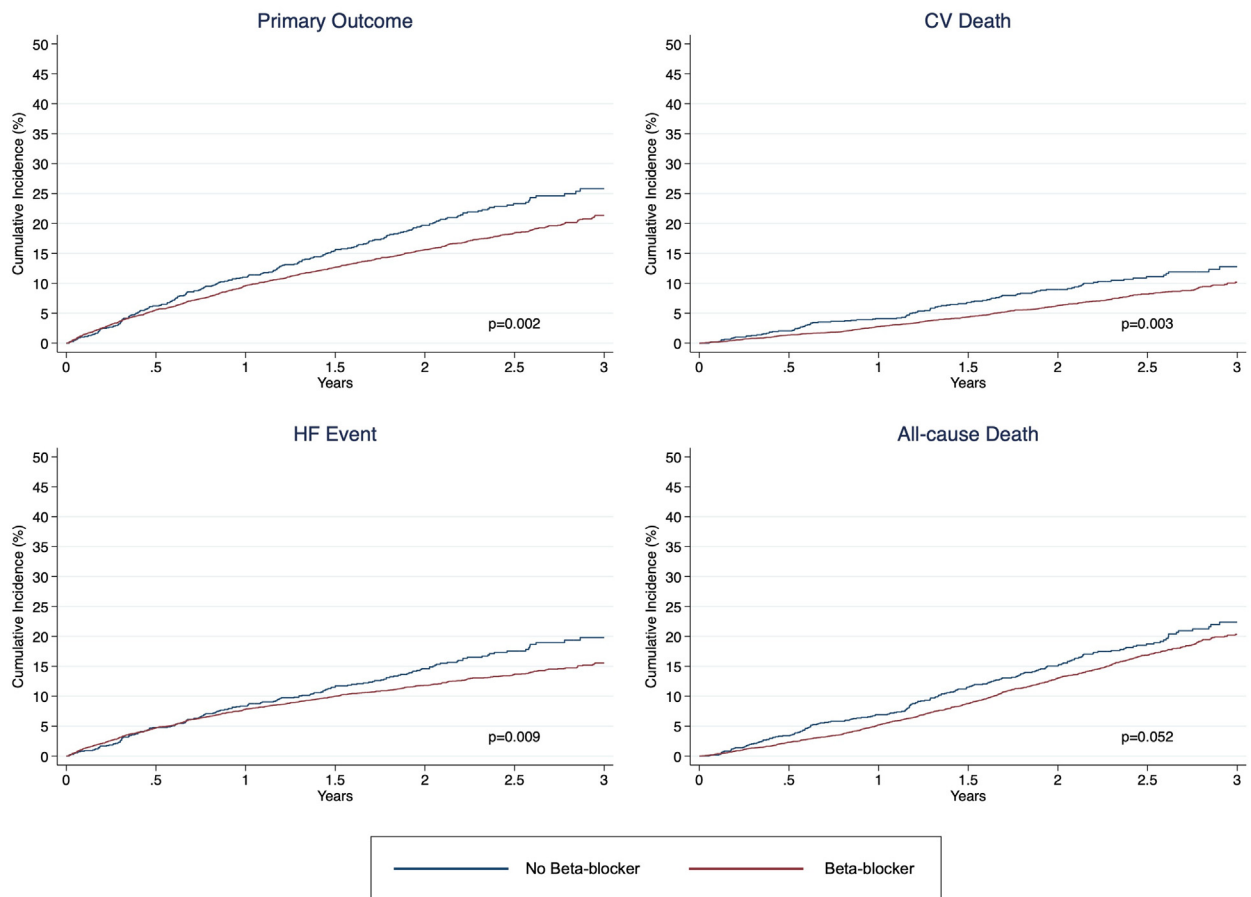 Primary Outcome
Cumulative Incidence (%)
50
45
40
35
30
25
20
15
10
5
0
p=0.002
0 .5 1 1.5 2 2.5 3
Years
CV Death
Cumulative Incidence (%)
50
45
40
35
30
25
20
15
10
5
0
p=0.003
0 .5 1 1.5 2 2.5 3
Years
HF Event
Cumulative Incidence (%)
50
45
40
35
30
25
20
15
10
5
0
p=0.009
0 .5 1 1.5 2 2.5 3
Years
All-cause Death
Cumulative Incidence (%)
50
45
40
35
30
25
20
15
10
5
0
p=0.052
0 .5 1 1.5 2 2.5 3
Years
No Beta-blocker Beta-blocker